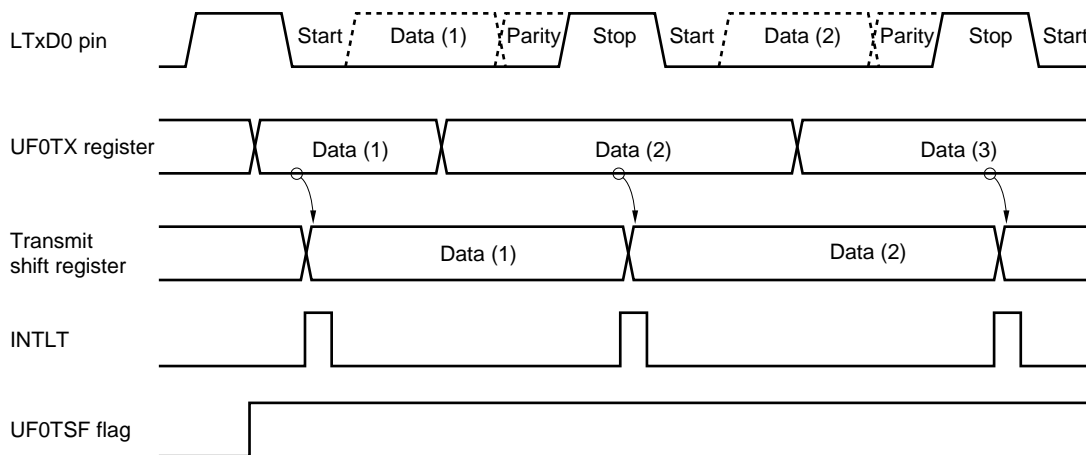 LTxD0 pin Start Data (1) Parity Stop Start Data (2) Parity Stop Start
UF0TX register Data (1) Data (2) Data (3)
Transmit
shift register Data (1) Data (2)
INTLT
UF0TSF flag